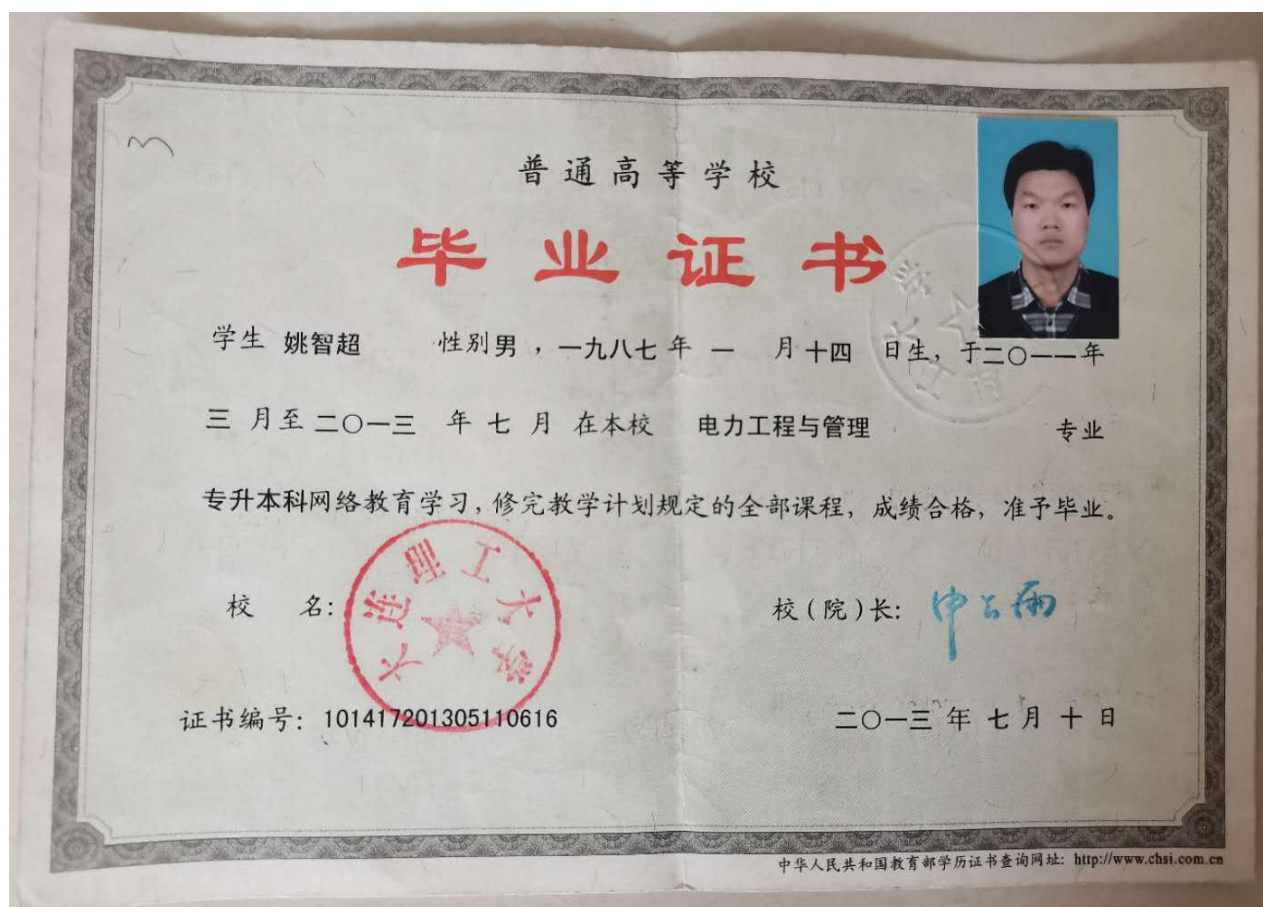 普通高等学校
毕业证书
学生 姚智超 性别男，一九八七年 一 月十四 日生，于二〇一一年
三 月至二〇一三 年 七 月 在本校 电力工程与管理 专业
专升本科网络教育学习，修完教学计划规定的全部课程，成绩合格，准予毕业。
校 名：
大连理工大学
校(院)长：
证书编号：101417201305110616
二〇一三 年 七 月 十 日
中华人民共和国教育部学历证书查询网址：http://www.chsi.com.cn